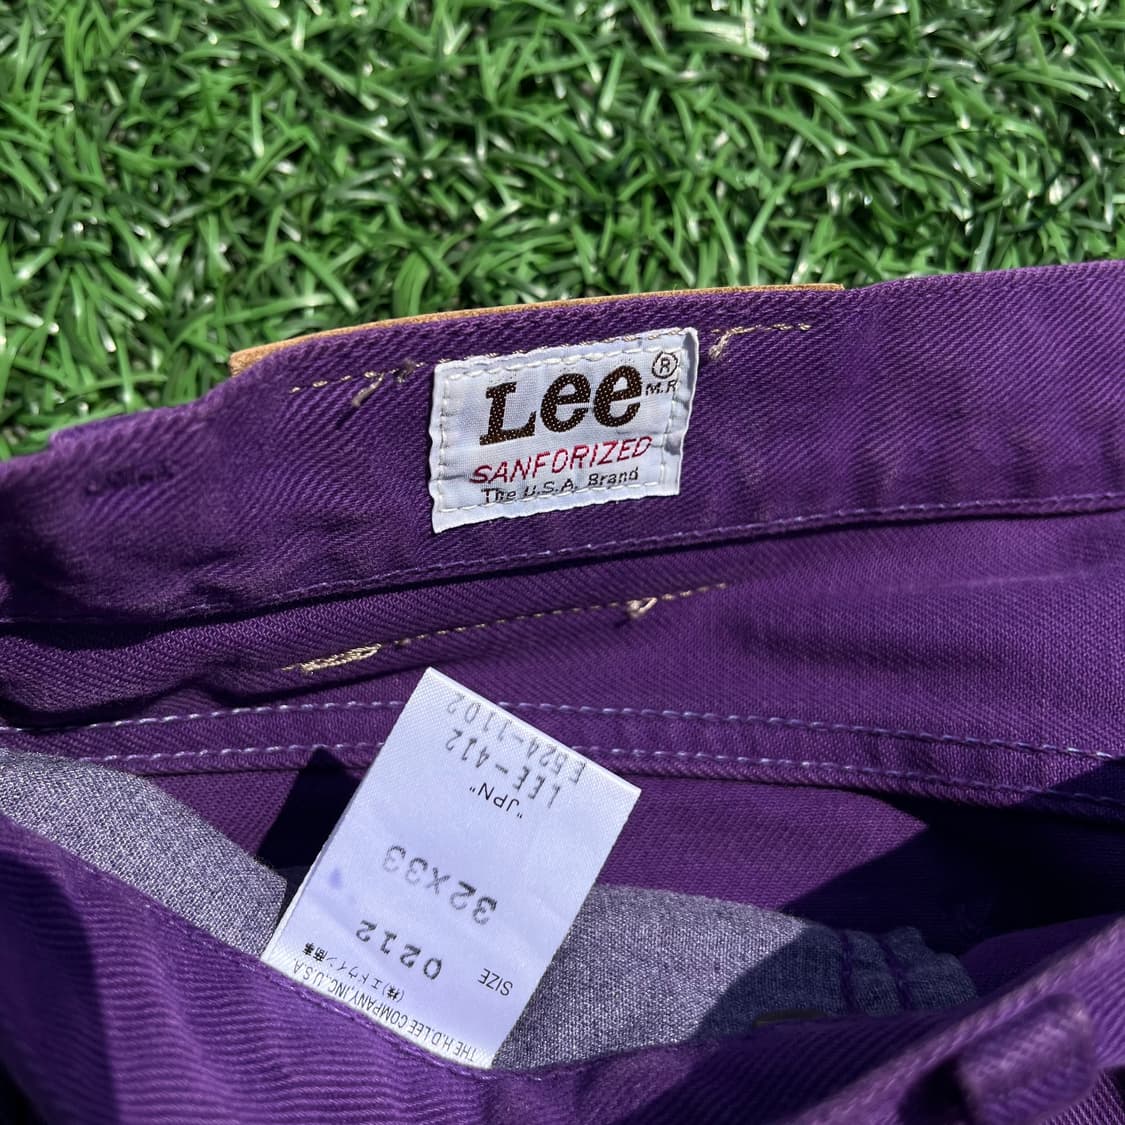 Lee®
M.R
SANFORIZED
The U.S.A. Brand
THE H.D. LEE COMPANY, INC., U.S.A
(株)エドウイン商事
SIZE
0212
32X33
"JPN"
LEE-412
E524-1102